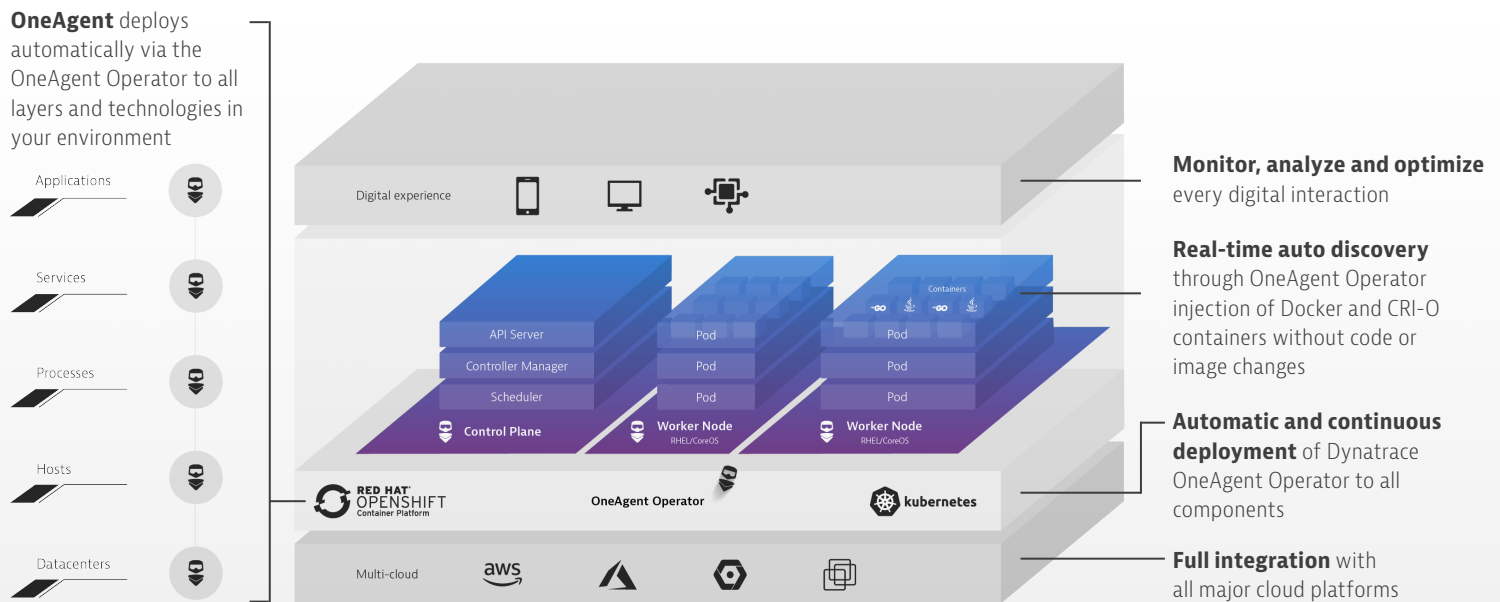 OneAgent deploys
automatically via the
OneAgent Operator to all
layers and technologies in
your environment
Applications
Services
Processes
Hosts
Datacenters
Digital experience
Containers
GO
GO
API Server
Controller Manager
Scheduler
Control Plane
Pod
Pod
Pod
Worker Node
RHEL/CoreOS
Pod
Pod
Pod
Worker Node
RHEL/CoreOS
RED HAT®
OPENSHIFT
Container Platform
OneAgent Operator
kubernetes
Multi-cloud
aws
Monitor, analyze and optimize
every digital interaction
Real-time auto discovery
through OneAgent Operator
injection of Docker and CRI-O
containers without code or
image changes
Automatic and continuous
deployment of Dynatrace
OneAgent Operator to all
components
Full integration with
all major cloud platforms